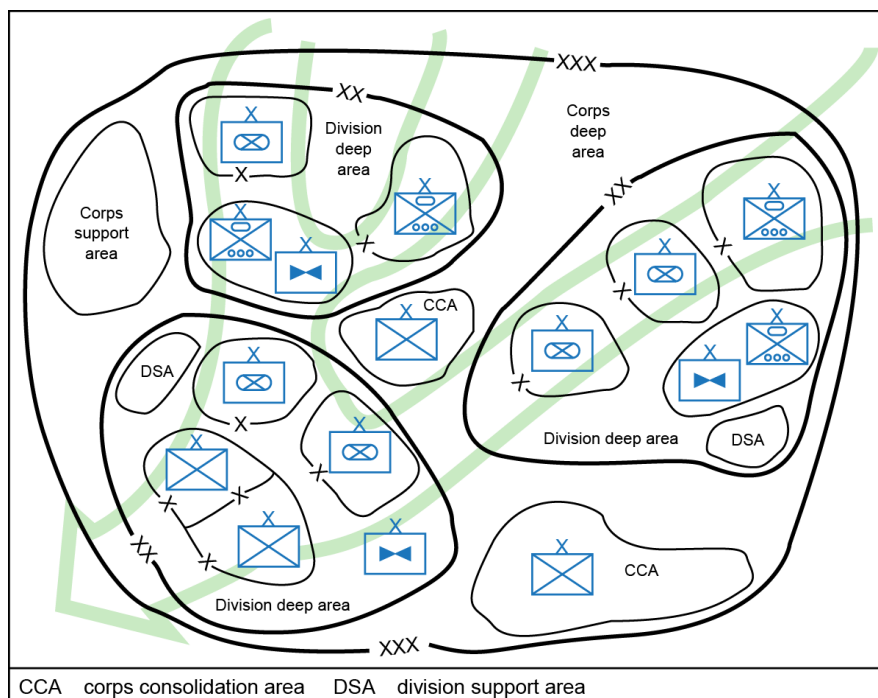 XXX
XX
X
Division
deep
area
X
X
X
X
X
X
Corps
support
area
Corps
deep
area
XX
X
X
X
X
X
X
X
X
X
Division deep area
DSA
CCA
X
DSA
X
X
X
X
X
X
X
X
X
X
Division deep area
XX
CCA
X
XXX
CCA corps consolidation area DSA division support area